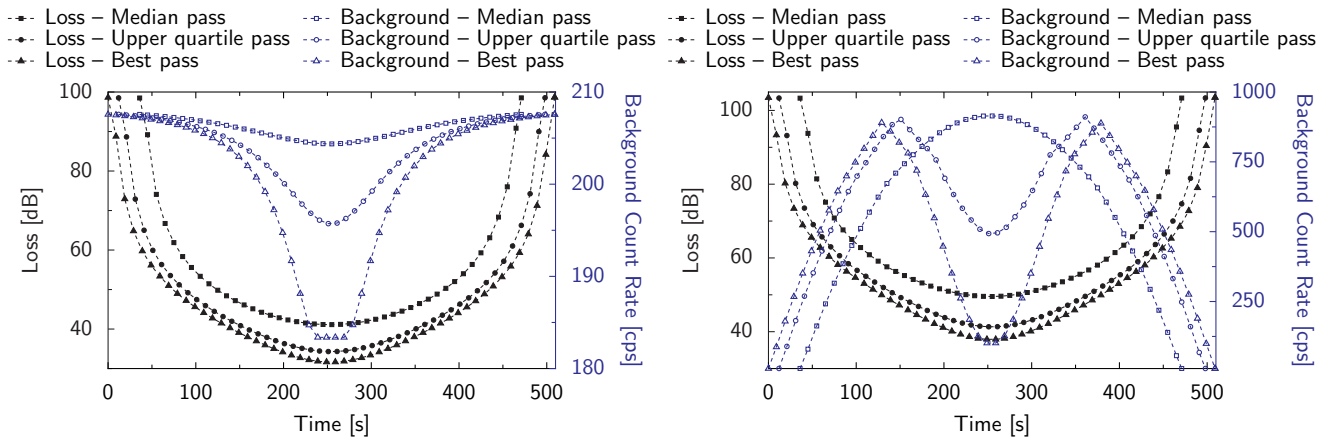 Loss – Median pass
Loss – Upper quartile pass
Loss – Best pass
Background – Median pass
Background – Upper quartile pass
Background – Best pass
100
80
60
40
Loss [dB]
0 100 200 300 400 500
Time [s]
210
200
190
180
Background Count Rate [cps]
Loss – Median pass
Loss – Upper quartile pass
Loss – Best pass
Background – Median pass
Background – Upper quartile pass
Background – Best pass
100
80
60
40
Loss [dB]
0 100 200 300 400 500
Time [s]
1000
750
500
250
Background Count Rate [cps]